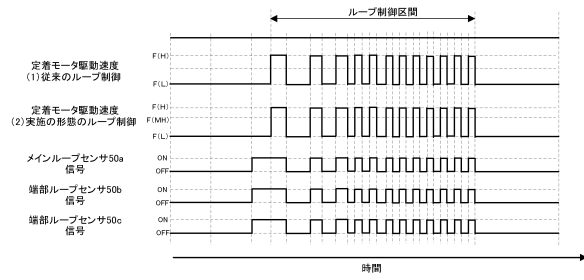 ループ制御区間
定着モータ駆動速度
(1)従来のループ制御
F(H)
F(L)
定着モータ駆動速度
(2)実施の形態のループ制御
F(H)
F(MH)
F(L)
メインループセンサ50a
信号
ON
OFF
端部ループセンサ50b
信号
ON
OFF
端部ループセンサ50c
信号
ON
OFF
時間